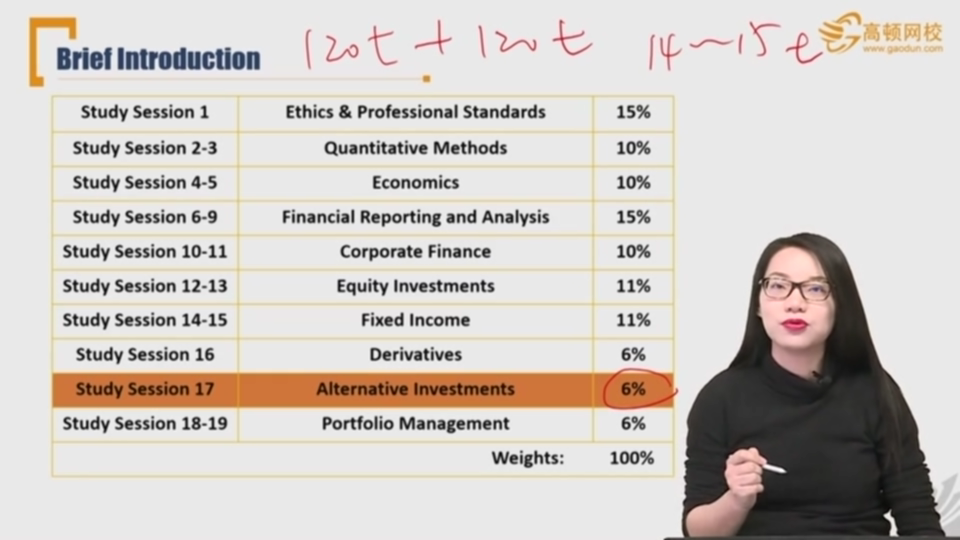 120t + 120t 14~15t
高顿网校
www.gaodun.com
Brief Introduction
Study Session 1 Ethics & Professional Standards 15%
Study Session 2-3 Quantitative Methods 10%
Study Session 4-5 Economics 10%
Study Session 6-9 Financial Reporting and Analysis 15%
Study Session 10-11 Corporate Finance 10%
Study Session 12-13 Equity Investments 11%
Study Session 14-15 Fixed Income 11%
Study Session 16 Derivatives 6%
Study Session 17 Alternative Investments 6%
Study Session 18-19 Portfolio Management 6%
Weights: 100%